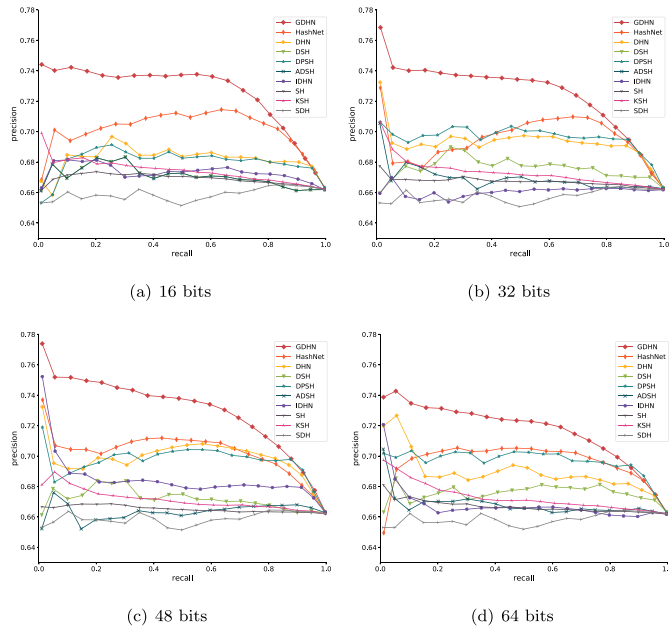 0.78
0.76
0.74
0.72
0.70
0.68
0.66
0.64
precision
0.0
0.2
0.4
0.6
0.8
1.0
recall
GDHN
HashNet
DHN
DSH
DPSH
ADSH
IDHN
SH
KSH
SDH
(a) 16 bits
0.78
0.76
0.74
0.72
0.70
0.68
0.66
0.64
precision
0.0
0.2
0.4
0.6
0.8
1.0
recall
GDHN
HashNet
DHN
DSH
DPSH
ADSH
IDHN
SH
KSH
SDH
(b) 32 bits
0.78
0.76
0.74
0.72
0.70
0.68
0.66
0.64
precision
0.0
0.2
0.4
0.6
0.8
1.0
recall
GDHN
HashNet
DHN
DSH
DPSH
ADSH
IDHN
SH
KSH
SDH
(c) 48 bits
0.78
0.76
0.74
0.72
0.70
0.68
0.66
0.64
precision
0.0
0.2
0.4
0.6
0.8
1.0
recall
GDHN
HashNet
DHN
DSH
DPSH
ADSH
IDHN
SH
KSH
SDH
(d) 64 bits